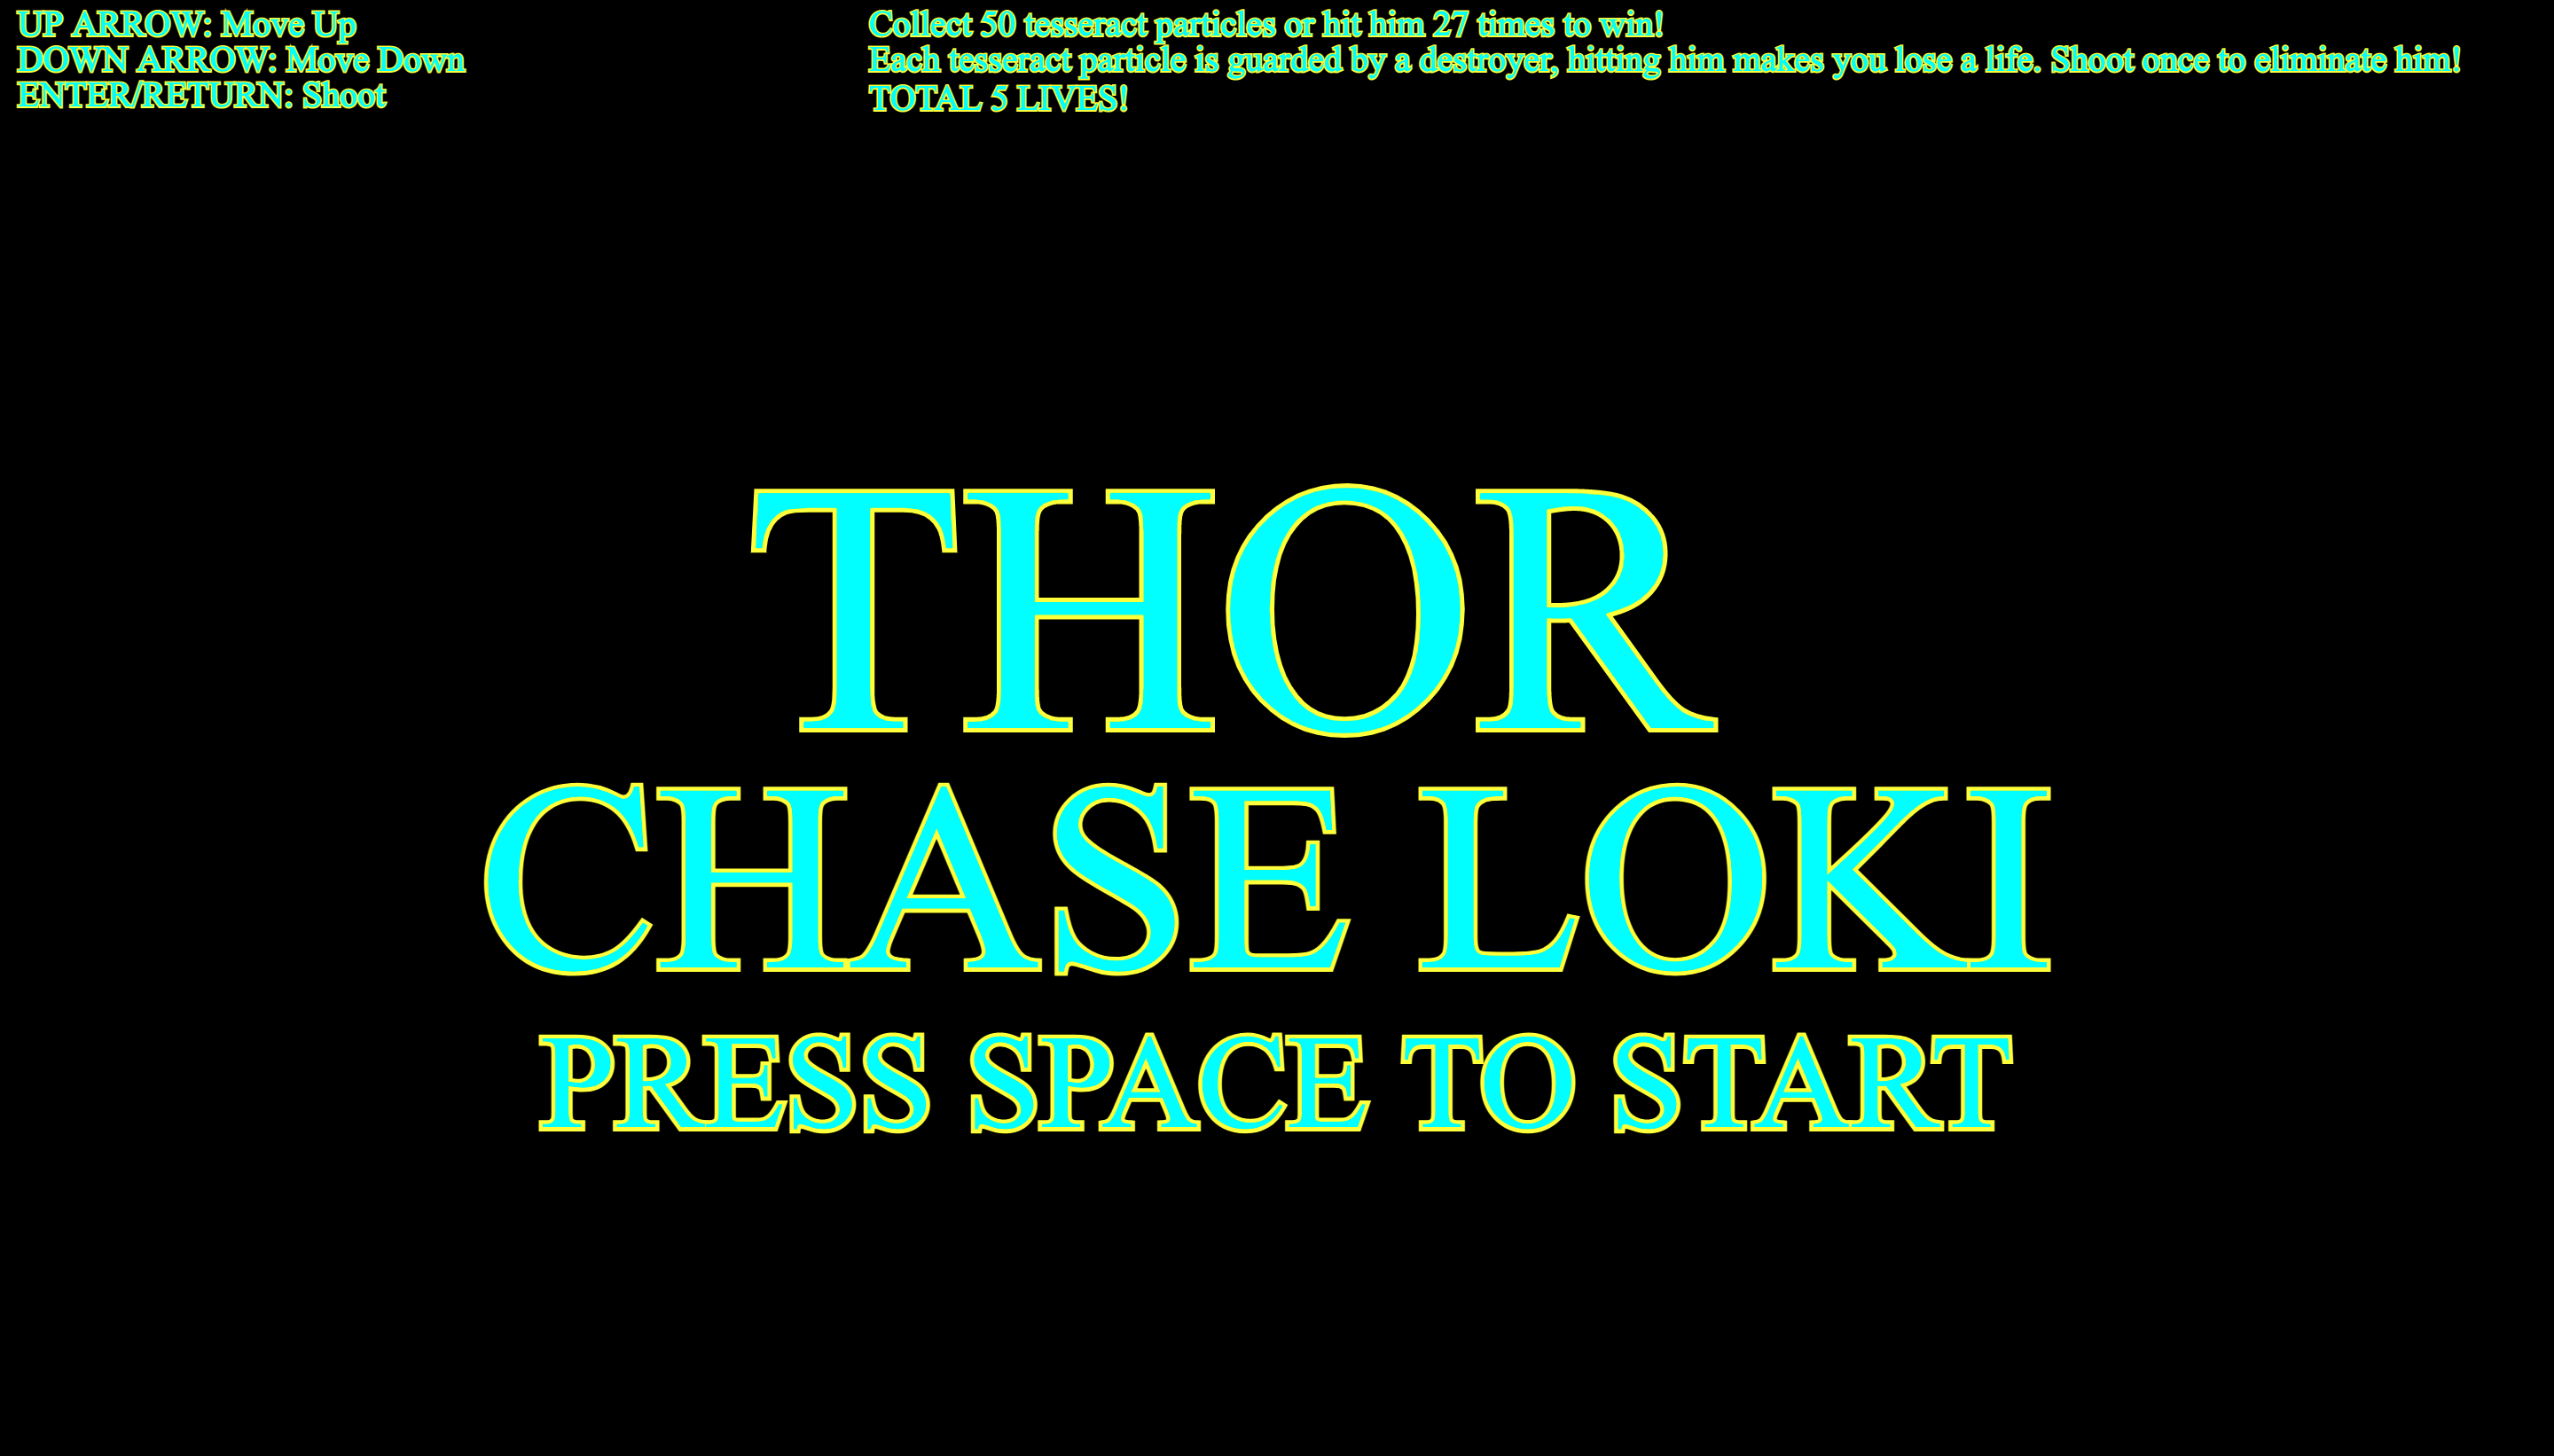 UP ARROW: Move Up
DOWN ARROW: Move Down
ENTER/RETURN: Shoot
Collect 50 tesseract particles or hit him 27 times to win!
Each tesseract particle is guarded by a destroyer, hitting him makes you lose a life. Shoot once to eliminate him!
TOTAL 5 LIVES!
THOR
CHASE LOKI
PRESS SPACE TO START